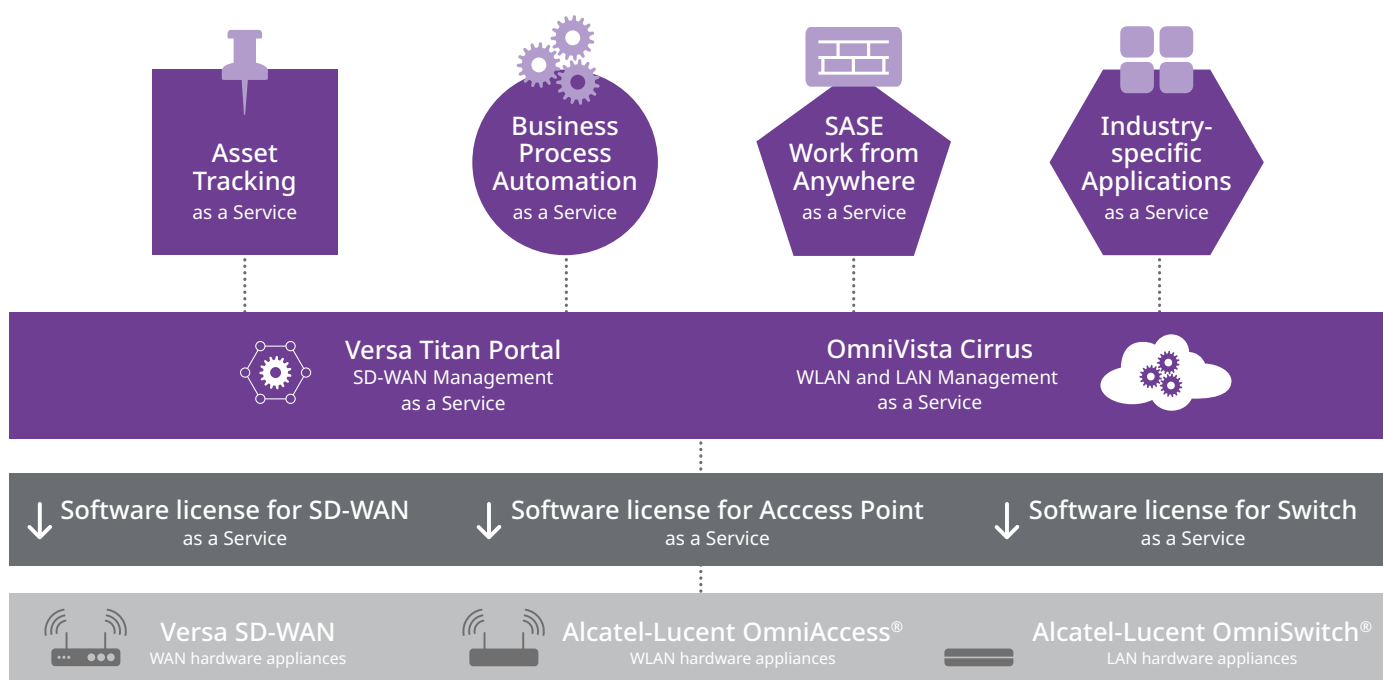 Asset
Tracking
as a Service
Business
Process
Automation
as a Service
SASE
Work from
Anywhere
as a Service
Industry-
specific
Applications
as a Service
Versa Titan Portal
SD-WAN Management
as a Service
OmniVista Cirrus
WLAN and LAN Management
as a Service
Software license for SD-WAN
as a Service
Software license for Acccess Point
as a Service
Software license for Switch
as a Service
Versa SD-WAN
WAN hardware appliances
Alcatel-Lucent OmniAccess®
WLAN hardware appliances
Alcatel-Lucent OmniSwitch®
LAN hardware appliances